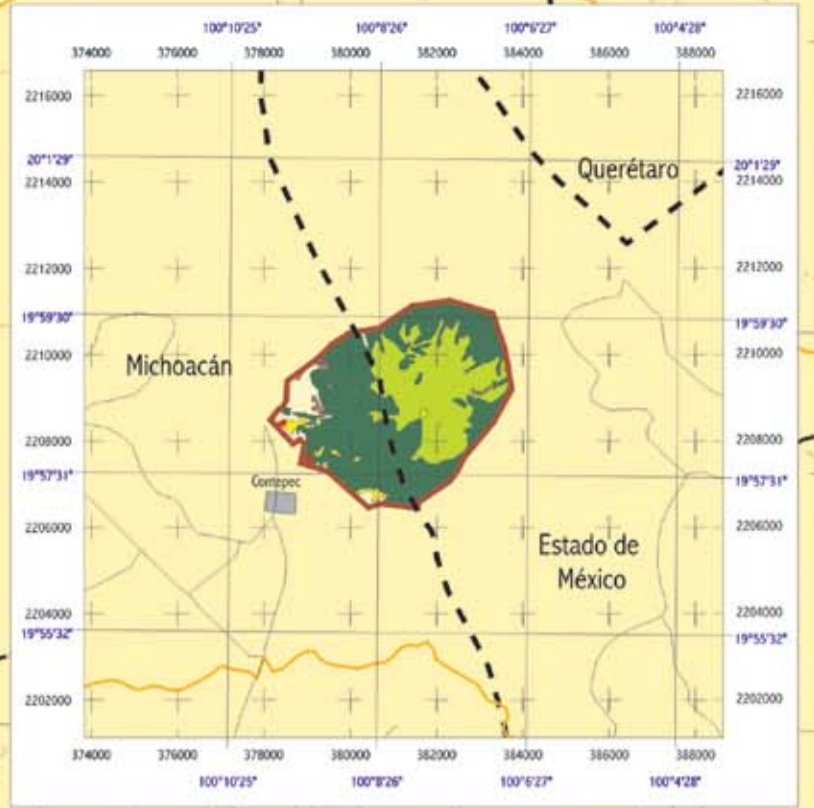 100°10'25" 100°8'26" 100°6'27" 100°4'28"
374000 376000 378000 380000 382000 384000 386000 388000
2216000 2216000
20°1'29" 20°1'29"
Querétaro
2214000 2214000
2212000 2212000
19°59'30" 19°59'30"
2210000 2210000
Michoacán
2208000 2208000
19°57'31" 19°57'31"
Contepec
2206000 2206000
Estado de
México
2204000 2204000
19°55'32" 19°55'32"
2202000 2202000
374000 376000 378000 380000 382000 384000 386000 388000
100°10'25" 100°8'26" 100°6'27" 100°4'28"